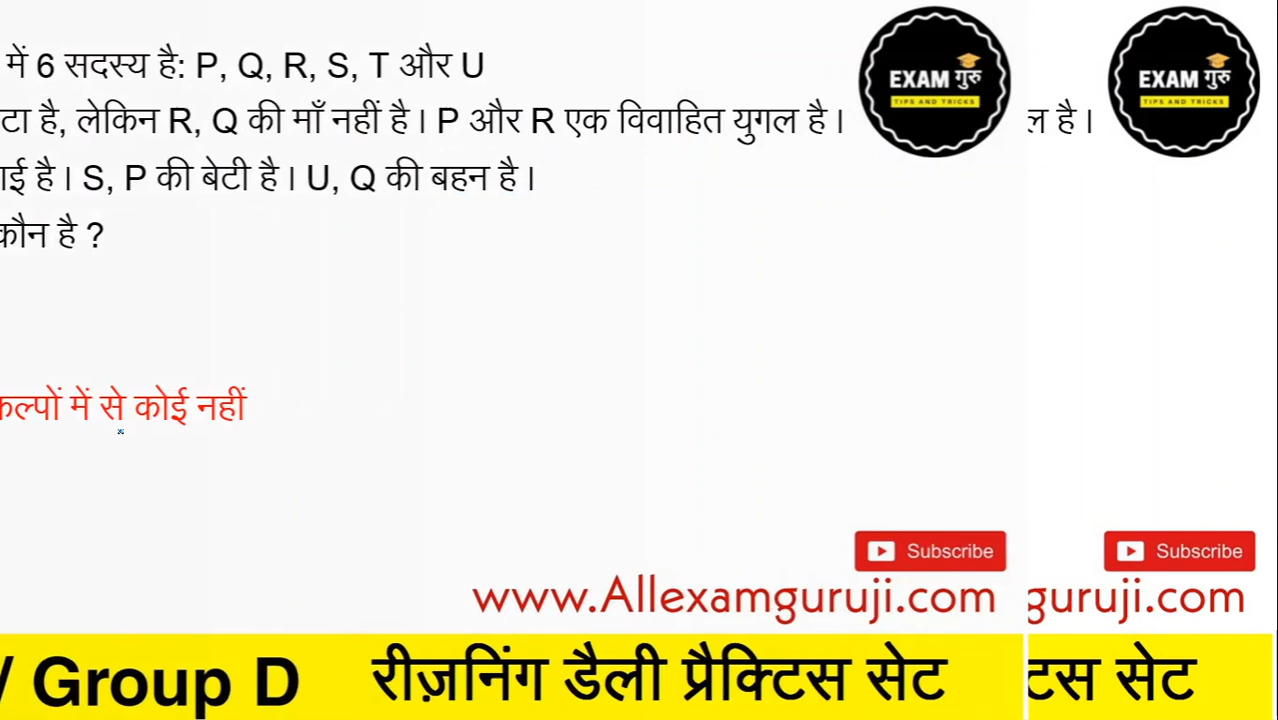 में 6 सदस्य है: P, Q, R, S, T और U
टा है, लेकिन R, Q की माँ नहीं है। P और R एक विवाहित युगल है।
ल है।
ई है। S, P की बेटी है। U, Q की बहन है।
कौन है ?
कल्पों में से कोई नहीं
EXAM गुरु
TIPS AND TRICKS
EXAM गुरु
TIPS AND TRICKS
Subscribe
Subscribe
www.Allexamguruji.com
guruji.com
/ Group D रीज़निंग डैली प्रैक्टिस सेट
टस सेट